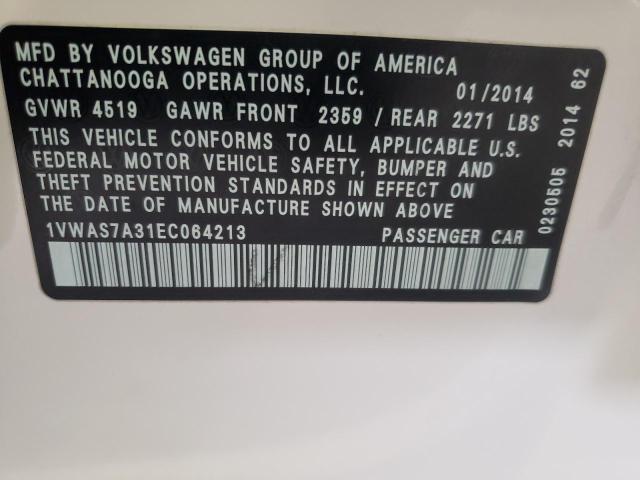 MFD BY VOLKSWAGEN GROUP OF AMERICA
CHATTANOOGA OPERATIONS, LLC. 01/2014
GVWR 4519 GAWR FRONT 2359 / REAR 2271 LBS
THIS VEHICLE CONFORMS TO ALL APPLICABLE U.S.
FEDERAL MOTOR VEHICLE SAFETY, BUMPER AND
THEFT PREVENTION STANDARDS IN EFFECT ON
THE DATE OF MANUFACTURE SHOWN ABOVE
1VWAS7A31EC064213 PASSENGER CAR
0230505 2014 62